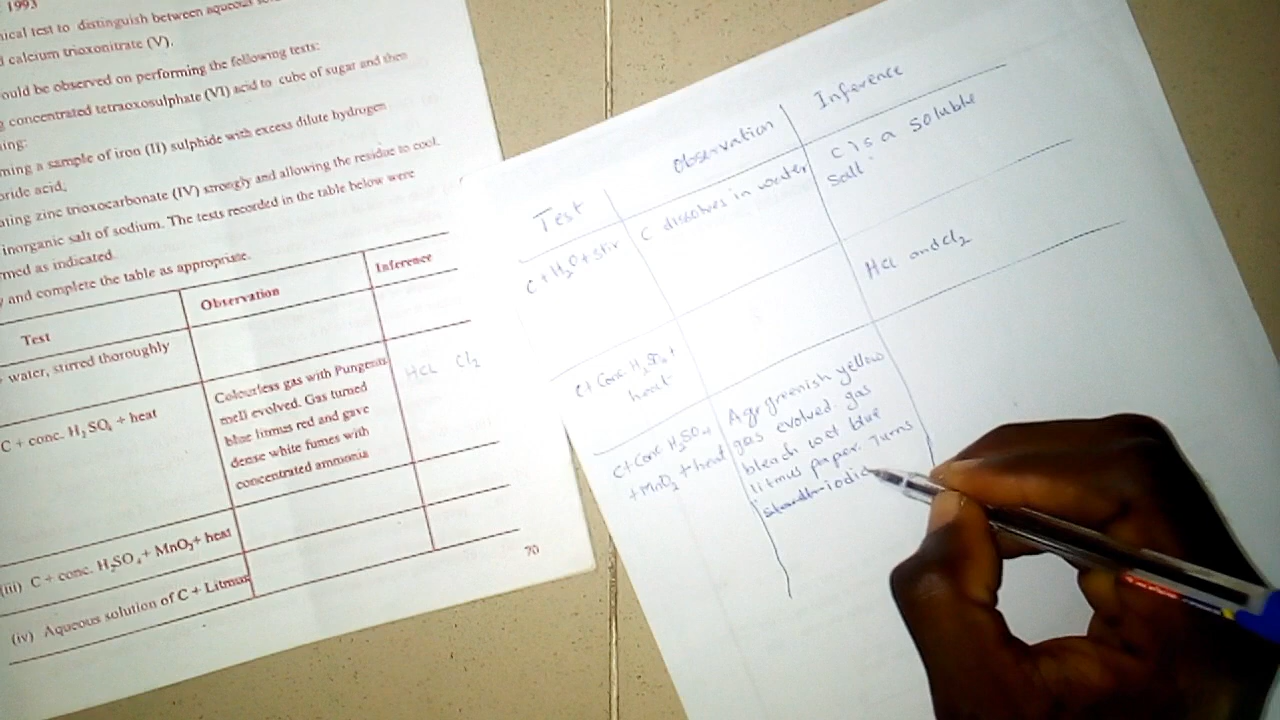 1993
ical test to distinguish between aqueous
calcium trioxonitrate (V).
ould be observed on performing the following tests:
concentrated tetraoxosulphate (VI) acid to cube of sugar and then
ing:
ming a sample of iron (II) sulphide with excess dilute hydrogen
oride acid;
ating zinc trioxocarbonate (IV) strongly and allowing the residue to cool.
inorganic salt of sodium. The tests recorded in the table below were
med as indicated.
and complete the table as appropriate.
Test
Observation
Inference
water, stirred thoroughly
C + conc. H₂SO₄ + heat
Colourless gas with Pungent
mell evolved. Gas turned
blue litmus red and gave
dense white fumes with
concentrated ammonia
HCL Cl₂
(iii) C + conc. H₂SO₄ + MnO₂ + heat
(iv) Aqueous solution of C + Litmus
70
Test
Observation
Inference
C + H₂O + stir
C dissolves in water
C is a soluble
salt
C + Conc H₂SO₄ +
heat
HCL and Cl₂
C + Conc H₂SO₄
+ MnO₂ + heat
A greenish yellow
gas evolved. gas
bleach wet blue
litmus paper. Turns
starch-iodi